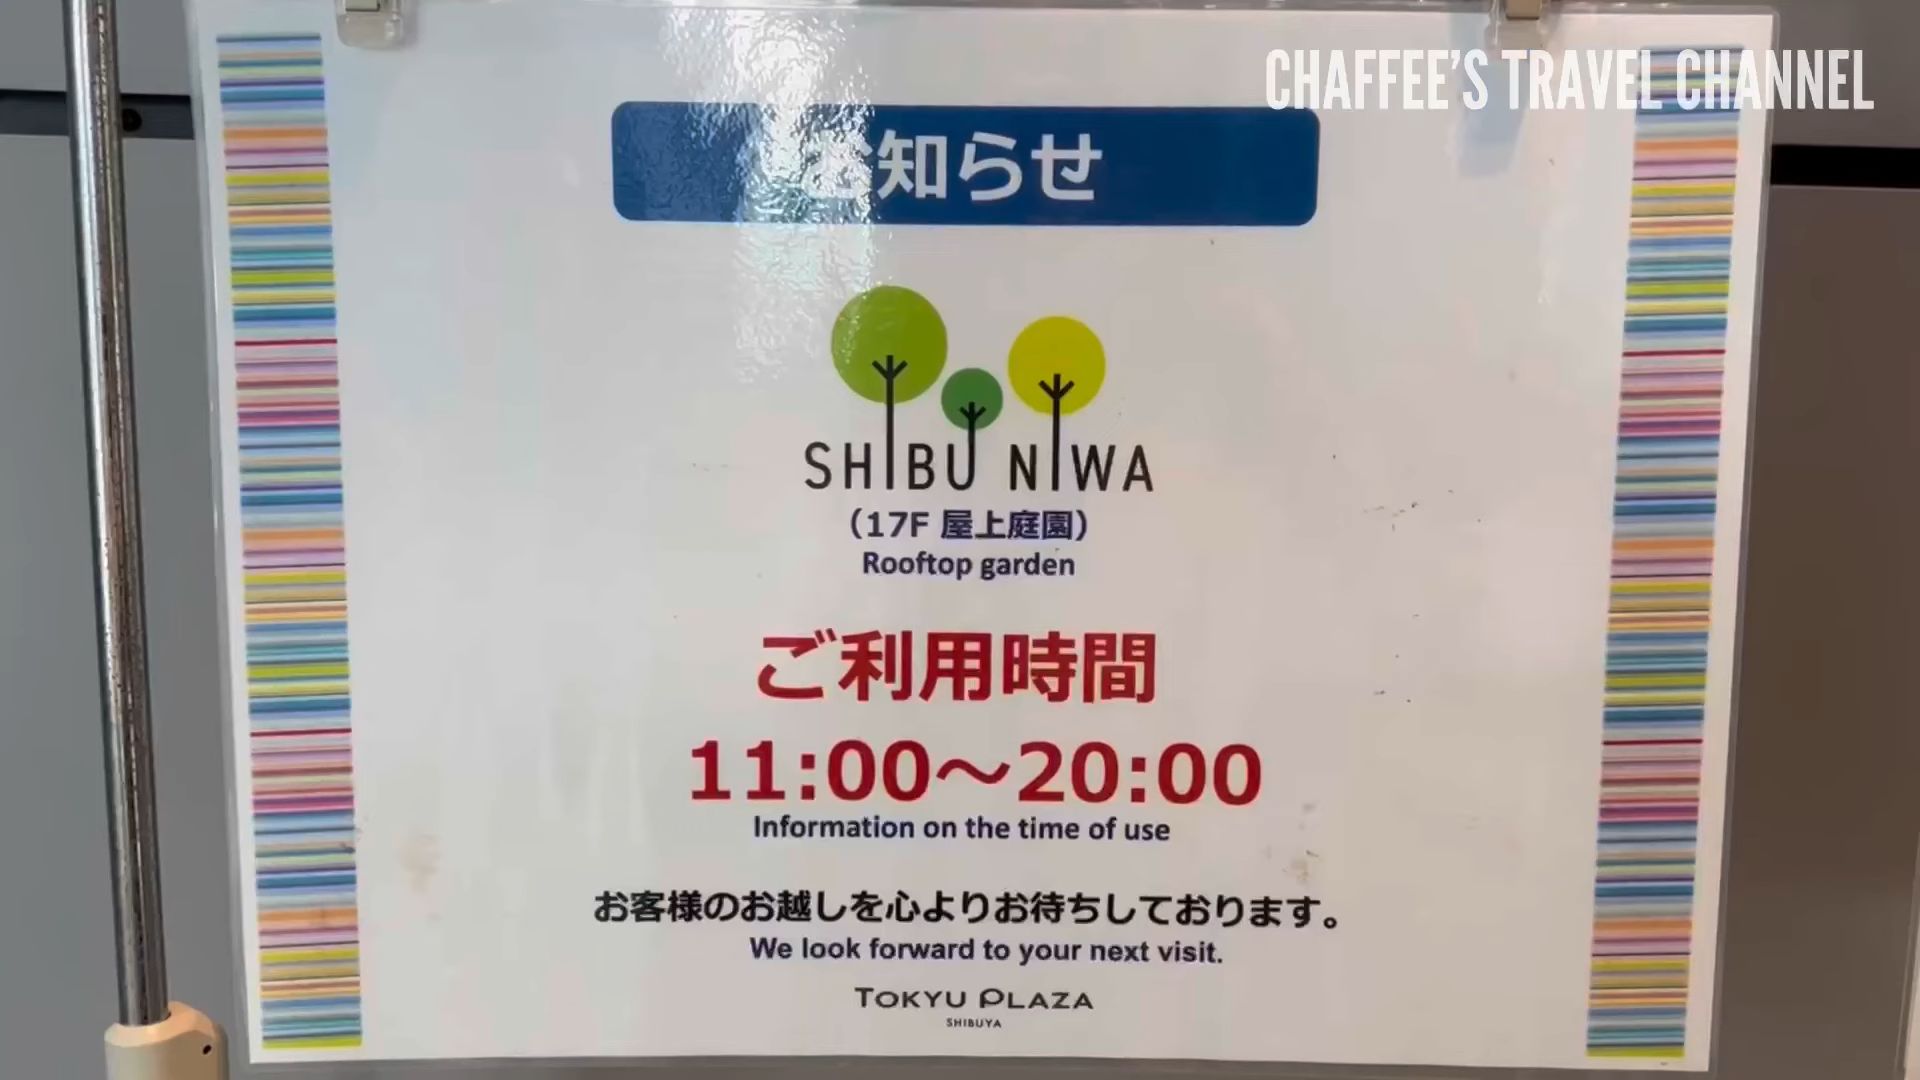 CHAFFEE'S TRAVEL CHANNEL
お知らせ
SHIBU NIWA
（17F 屋上庭園）
Rooftop garden
ご利用時間
11:00～20:00
Information on the time of use
お客様のお越しを心よりお待ちしております。
We look forward to your next visit.
TOKYU PLAZA
SHIBUYA